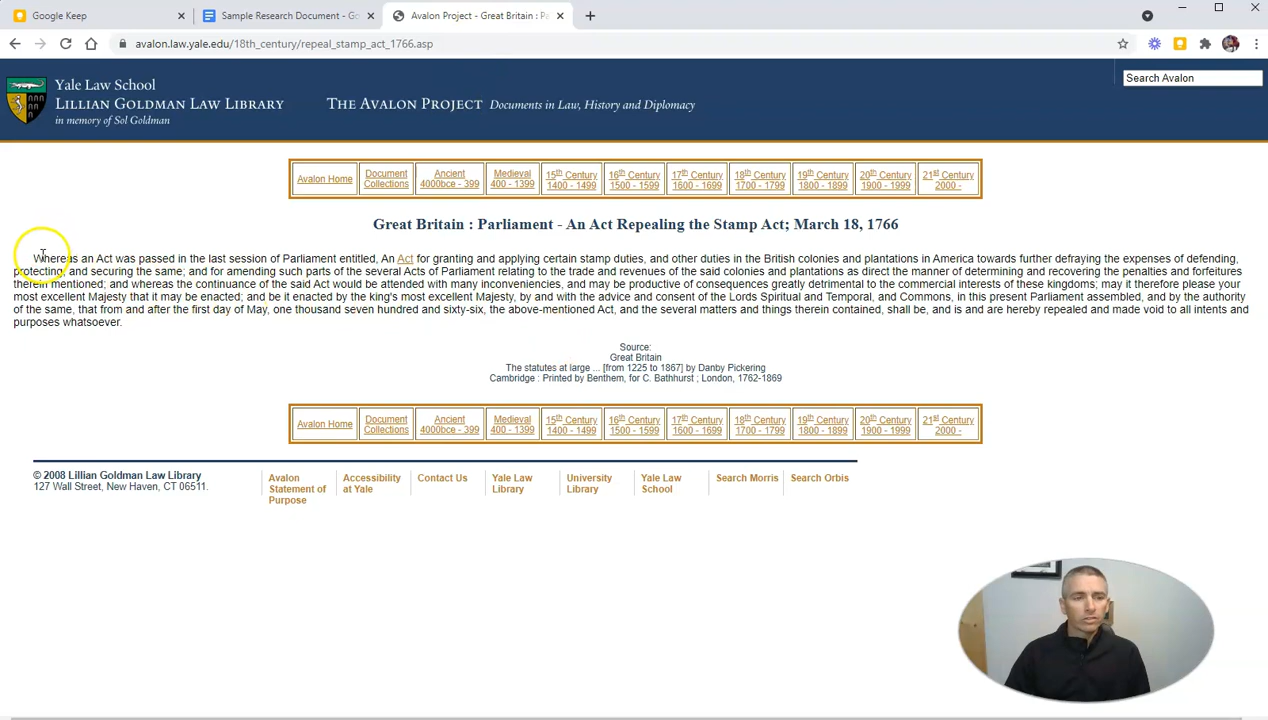 Google Keep
Sample Research Document - Go
Avalon Project - Great Britain : Pa
avalon.law.yale.edu/18th_century/repeal_stamp_act_1766.asp
Yale Law School
LILLIAN GOLDMAN LAW LIBRARY
in memory of Sol Goldman
THE AVALON PROJECT Documents in Law, History and Diplomacy
Search Avalon
Avalon Home
Document Collections
Ancient 4000bce - 399
Medieval 400 - 1399
15th Century 1400 - 1499
16th Century 1500 - 1599
17th Century 1600 - 1699
18th Century 1700 - 1799
19th Century 1800 - 1899
20th Century 1900 - 1999
21st Century 2000 -
Great Britain : Parliament - An Act Repealing the Stamp Act; March 18, 1766
Whereas an Act was passed in the last session of Parliament entitled, An Act for granting and applying certain stamp duties, and other duties in the British colonies and plantations in America towards further defraying the expenses of defending,
protecting, and securing the same; and for amending such parts of the several Acts of Parliament relating to the trade and revenues of the said colonies and plantations as direct the manner of determining and recovering the penalties and forfeitures
therein mentioned; and whereas the continuance of the said Act would be attended with many inconveniencies, and may be productive of consequences greatly detrimental to the commercial interests of these kingdoms; may it therefore please your
most excellent Majesty that it may be enacted; and be it enacted by the king's most excellent Majesty, by and with the advice and consent of the Lords Spiritual and Temporal, and Commons, in this present Parliament assembled, and by the authority
of the same, that from and after the first day of May, one thousand seven hundred and sixty-six, the above-mentioned Act, and the several matters and things therein contained, shall be, and is and are hereby repealed and made void to all intents and
purposes whatsoever.
Source:
Great Britain
The statutes at large ... [from 1225 to 1867] by Danby Pickering
Cambridge : Printed by Benthem, for C. Bathhurst ; London, 1762-1869
Avalon Home
Document Collections
Ancient 4000bce - 399
Medieval 400 - 1399
15th Century 1400 - 1499
16th Century 1500 - 1599
17th Century 1600 - 1699
18th Century 1700 - 1799
19th Century 1800 - 1899
20th Century 1900 - 1999
21st Century 2000 -
© 2008 Lillian Goldman Law Library
127 Wall Street, New Haven, CT 06511.
Avalon Statement of Purpose
Accessibility at Yale
Contact Us
Yale Law Library
University Library
Yale Law School
Search Morris
Search Orbis